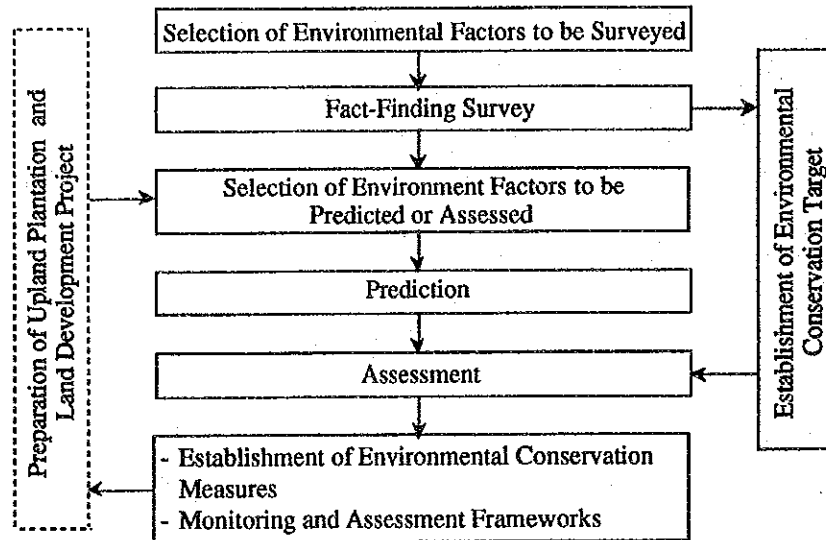 Selection of Environmental Factors to be Surveyed
Fact-Finding Survey
Selection of Environment Factors to be
Predicted or Assessed
Prediction
Assessment
- Establishment of Environmental Conservation
Measures
- Monitoring and Assessment Frameworks
Preparation of Upland Plantation and
Land Development Project
Establishment of Environmental
Conservation Target